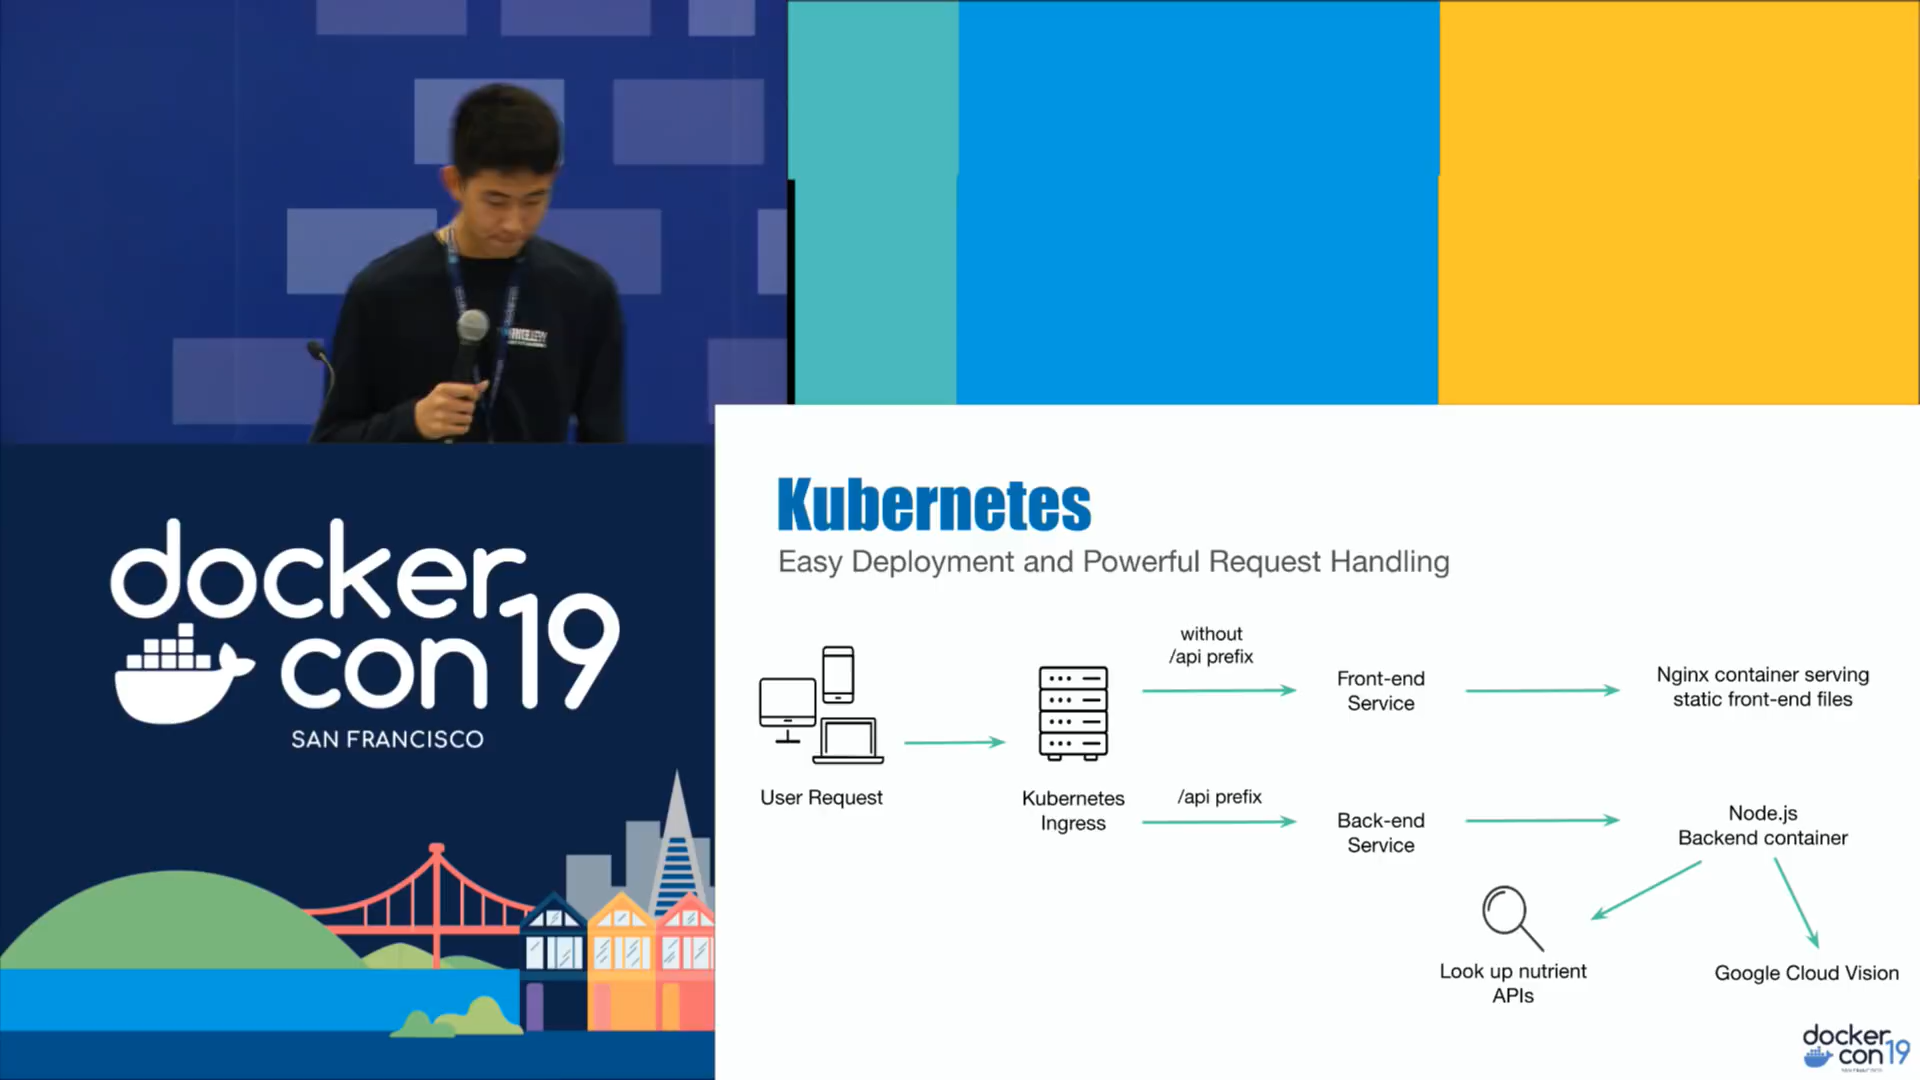 docker
con19
SAN FRANCISCO
Kubernetes
Easy Deployment and Powerful Request Handling
without
/api prefix
Front-end
Service
Nginx container serving
static front-end files
User Request
Kubernetes
Ingress
/api prefix
Back-end
Service
Node.js
Backend container
Look up nutrient
APIs
Google Cloud Vision
docker
con19